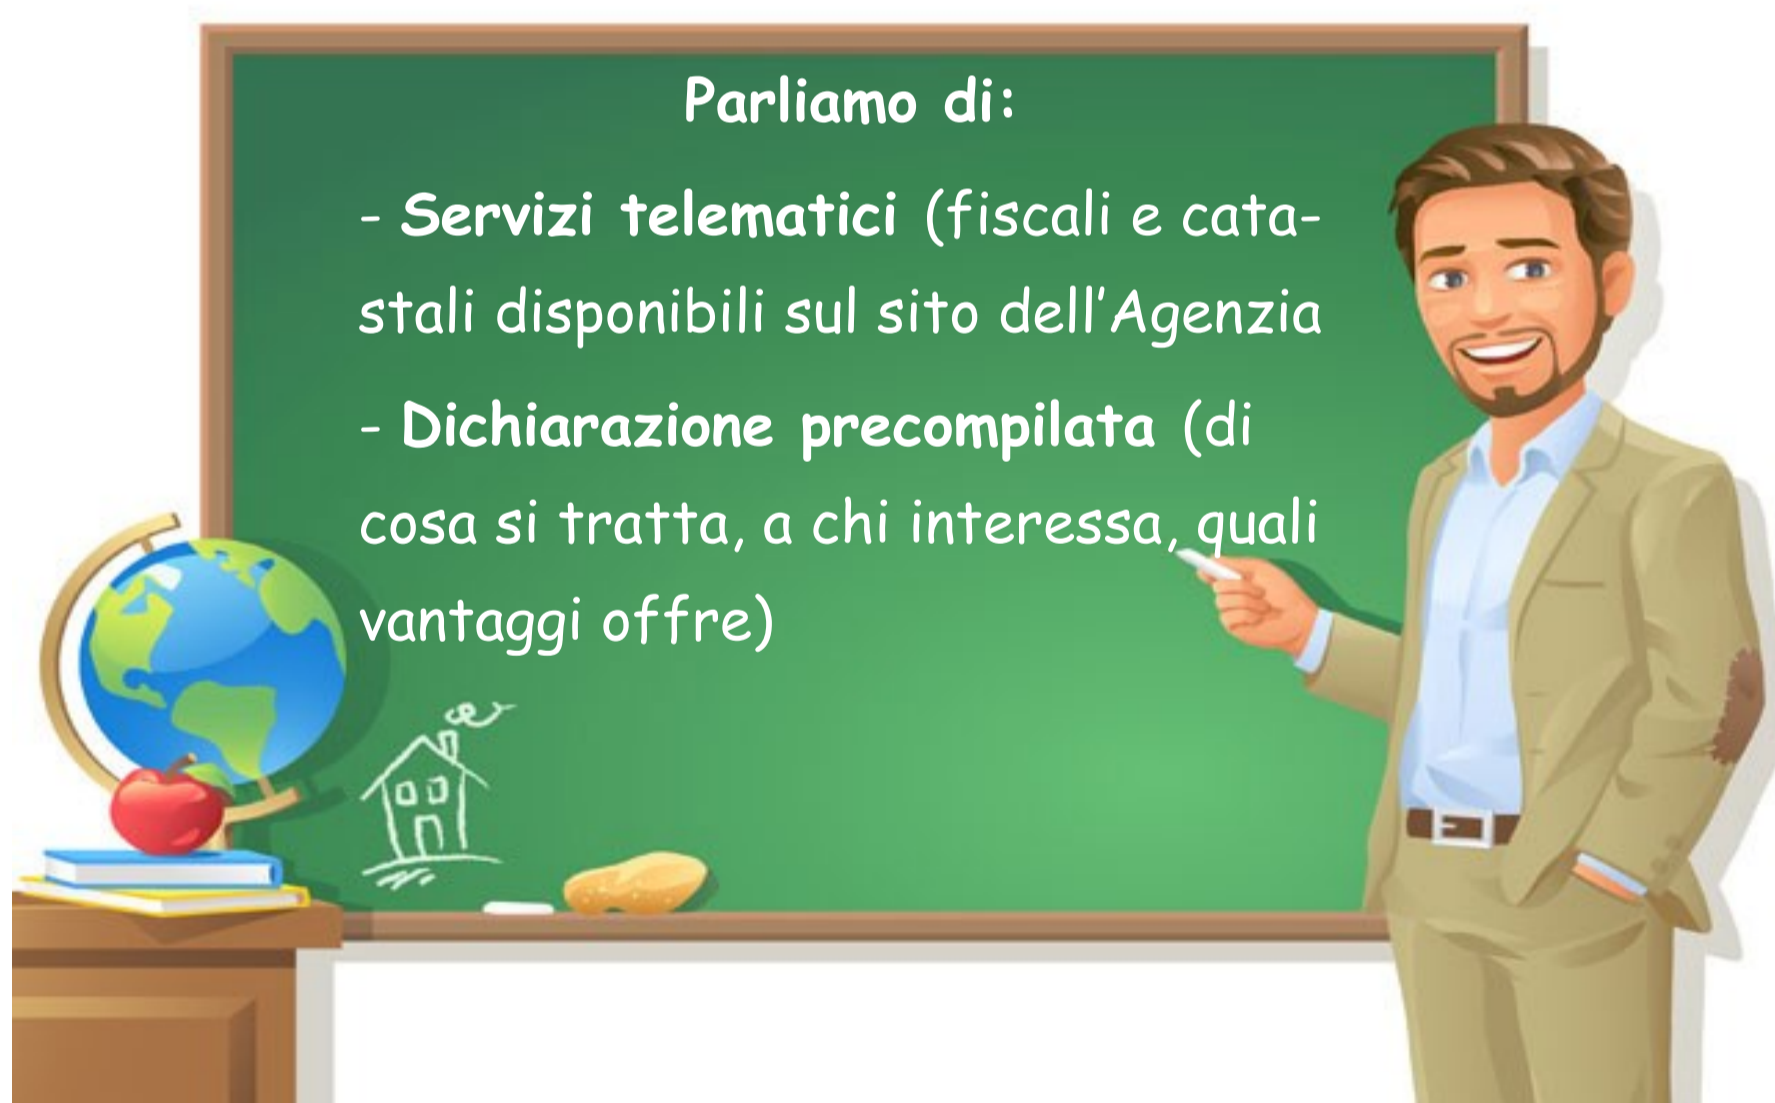 Parliamo di:
- Servizi telematici (fiscali e cata-
stali disponibili sul sito dell'Agenzia
- Dichiarazione precompilata (di
cosa si tratta, a chi interessa, quali
vantaggi offre)